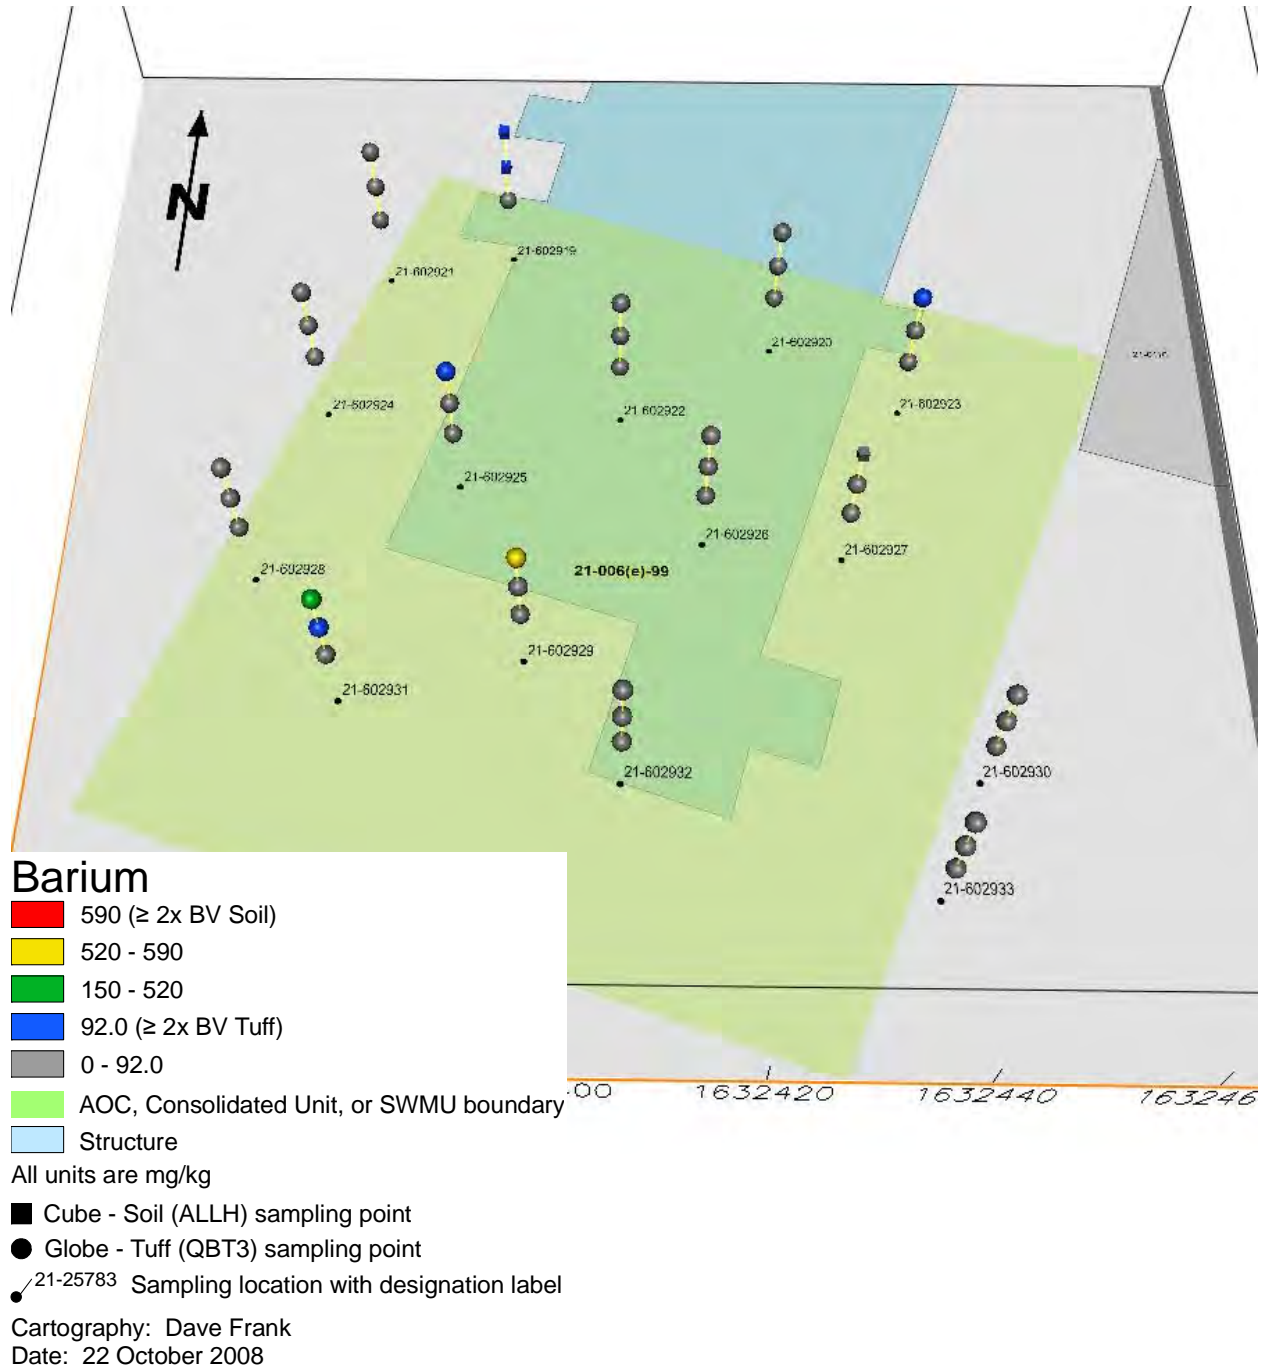 N
21-602919
21-602921
21-602920
21-602924
21-602922
21-602923
21-602925
21-602926
21-602927
21-602928
21-006(e)-99
21-602929
21-602931
21-602932
21-602930
21-602933
Barium
590 (≥ 2x BV Soil)
520 - 590
150 - 520
92.0 (≥ 2x BV Tuff)
0 - 92.0
AOC, Consolidated Unit, or SWMU boundary
Structure
All units are mg/kg
Cube - Soil (ALLH) sampling point
Globe - Tuff (QBT3) sampling point
21-25783 Sampling location with designation label
Cartography: Dave Frank
Date: 22 October 2008
00 1632420 1632440 163246